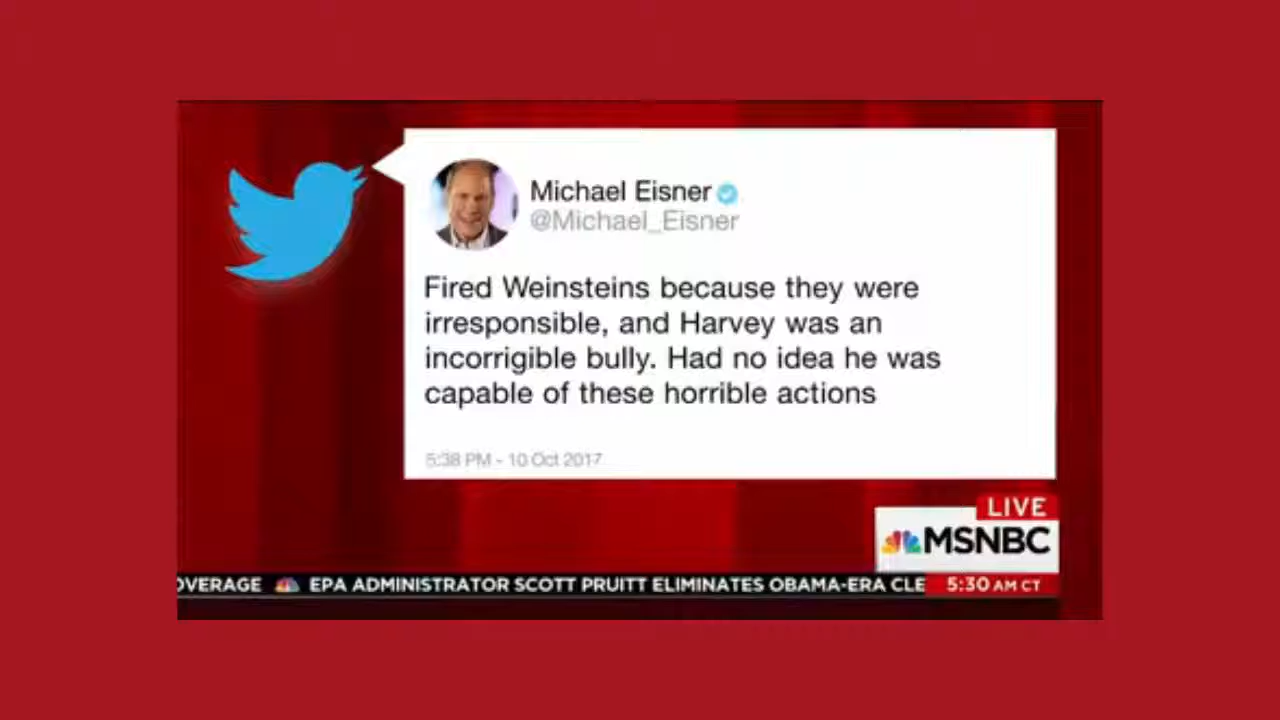 Michael Eisner
@Michael_Eisner
Fired Weinsteins because they were
irresponsible, and Harvey was an
incorrigible bully. Had no idea he was
capable of these horrible actions
5:38 PM - 10 Oct 2017
LIVE
MSNBC
OVERAGE EPA ADMINISTRATOR SCOTT PRUITT ELIMINATES OBAMA-ERA CLE 5:30 AM CT